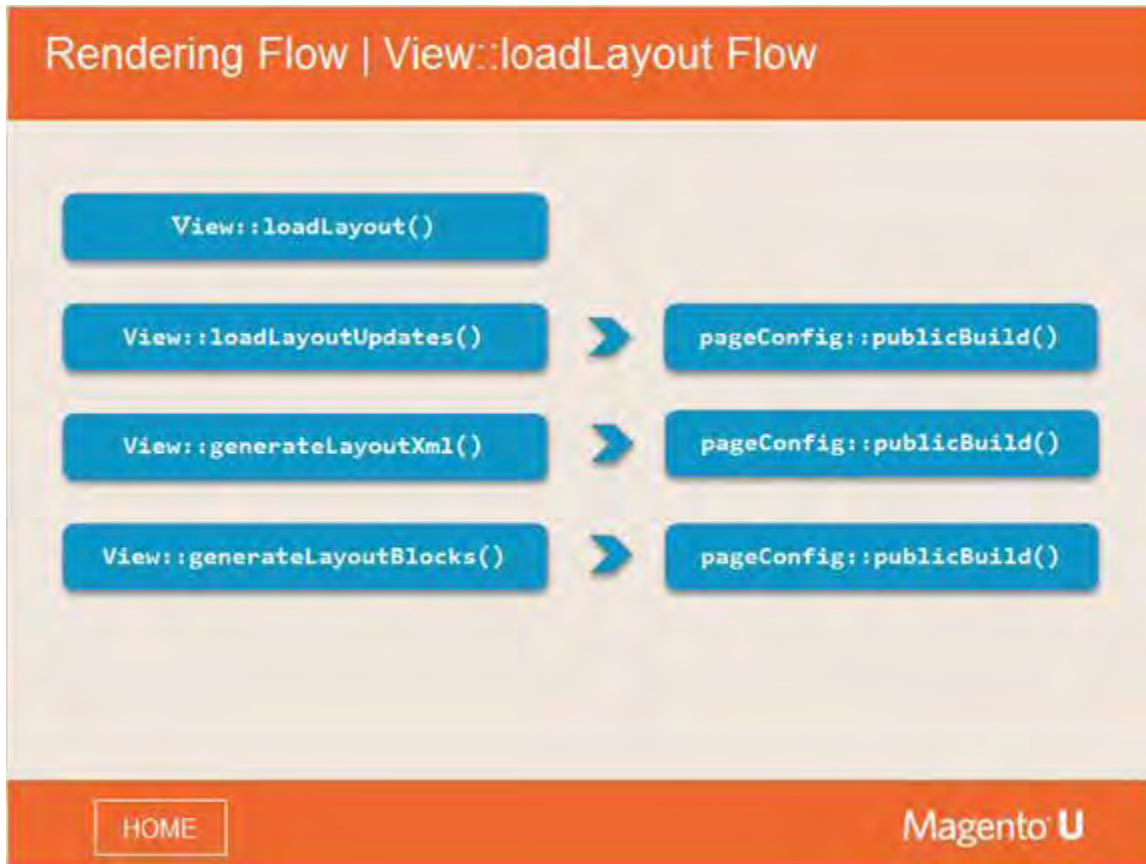 Rendering Flow | View::loadLayout Flow
View::loadLayout()
View::loadLayoutUpdates()
pageConfig::publicBuild()
View::generateLayoutXml()
pageConfig::publicBuild()
View::generateLayoutBlocks()
pageConfig::publicBuild()
HOME
Magento U